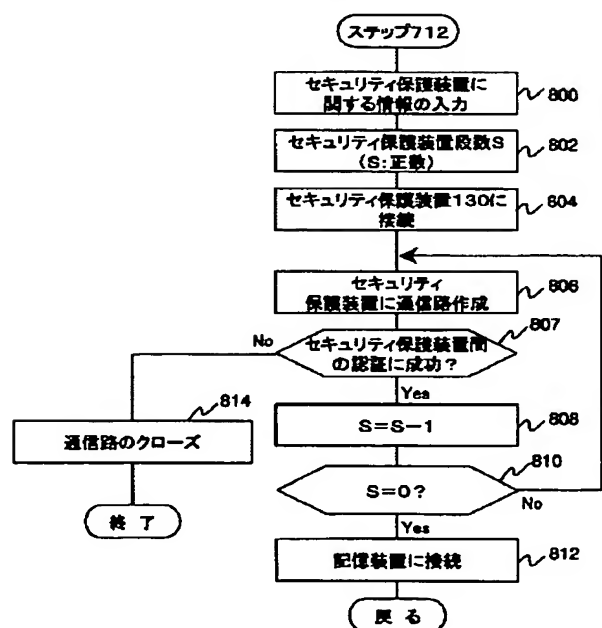 ステップ712
セキュリティ保護装置に
関する情報の入力
800
セキュリティ保護装置段数S
(S:正数)
802
セキュリティ保護装置130に
接続
804
セキュリティ
保護装置に通信路作成
806
セキュリティ保護装置間
の認証に成功?
807
No
Yes
814
通信路のクローズ
終 了
S=S-1
808
S=0?
810
No
Yes
記憶装置に接続
812
戻 る